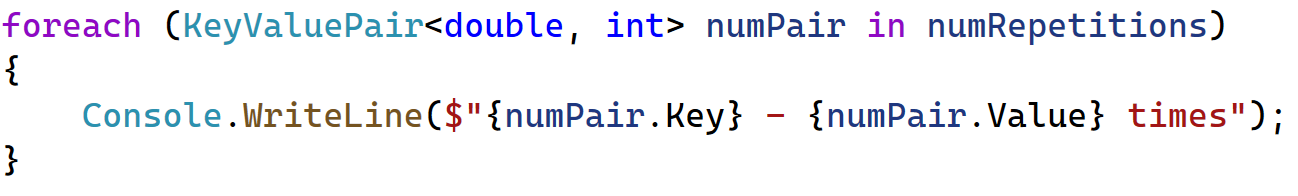 foreach (KeyValuePair<double, int> numPair in numRepetitions)
{
    Console.WriteLine($"{numPair.Key} – {numPair.Value} times");
}